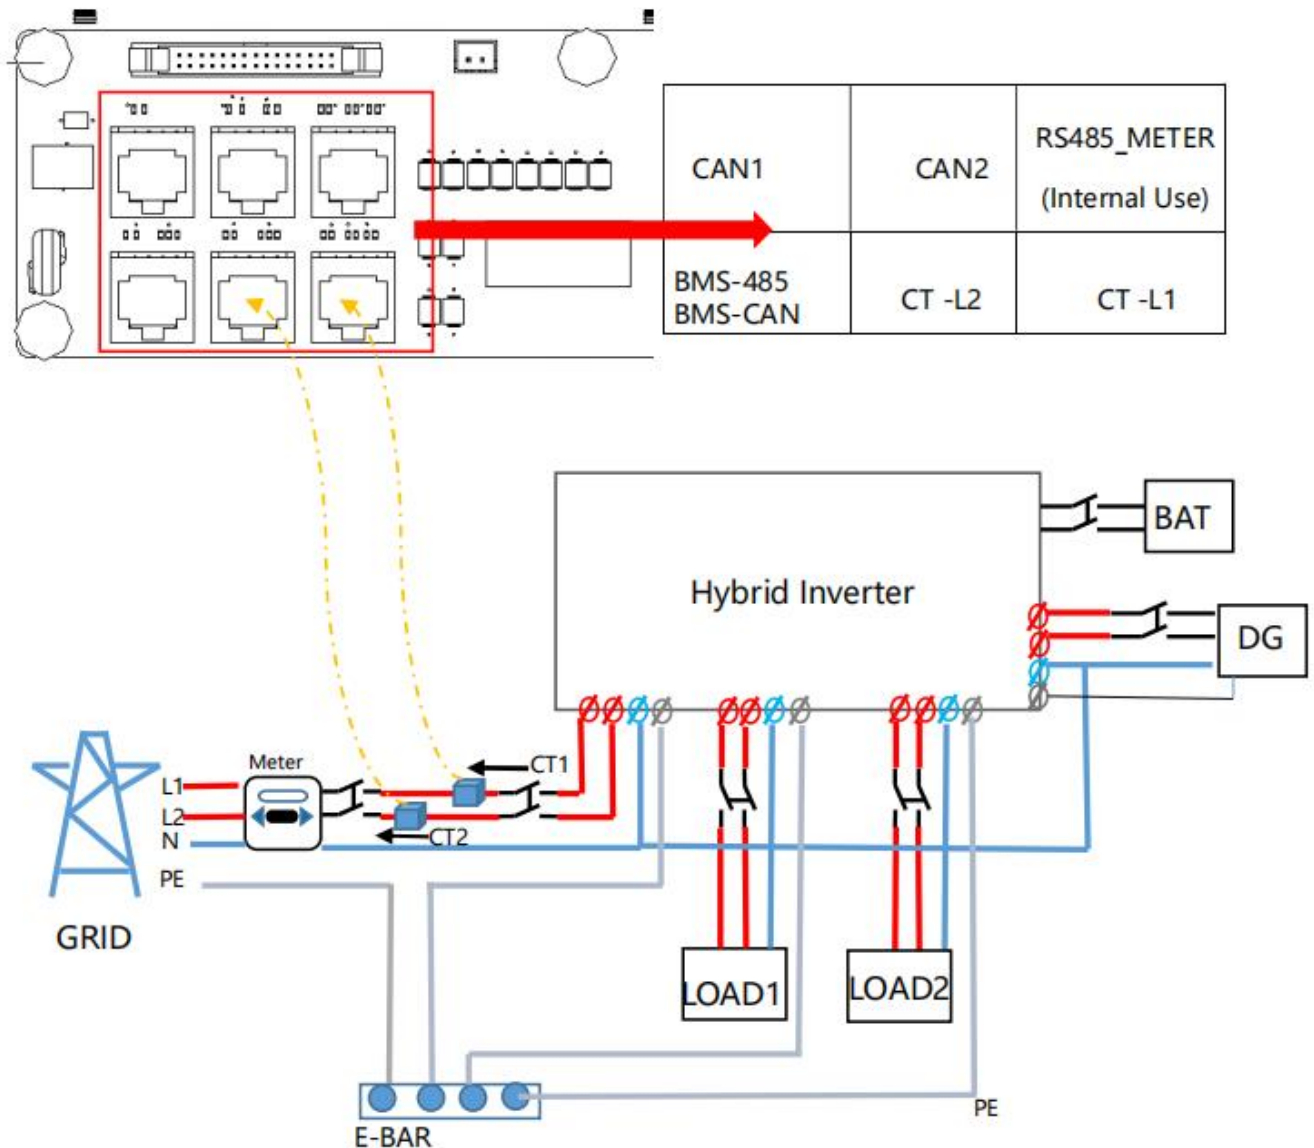 CAN1
CAN2
RS485_METER
(Internal Use)
BMS-485
BMS-CAN
CT -L2
CT -L1
BAT
Hybrid Inverter
DG
Meter
CT1
L1
L2
CT2
N
PE
GRID
LOAD1
LOAD2
PE
E-BAR